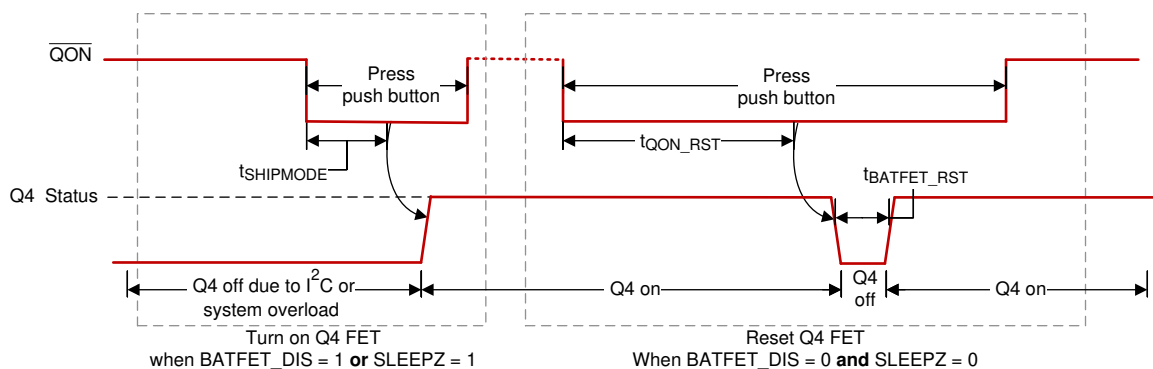 QON
Press
push button
Press
push button
tSHIPMODE
tQON_RST
tBATFET_RST
Q4 Status
Q4 off due to I²C or
system overload
Q4 on
Q4
off
Q4 on
Turn on Q4 FET
when BATFET_DIS = 1 or SLEEPZ = 1
Reset Q4 FET
When BATFET_DIS = 0 and SLEEPZ = 0